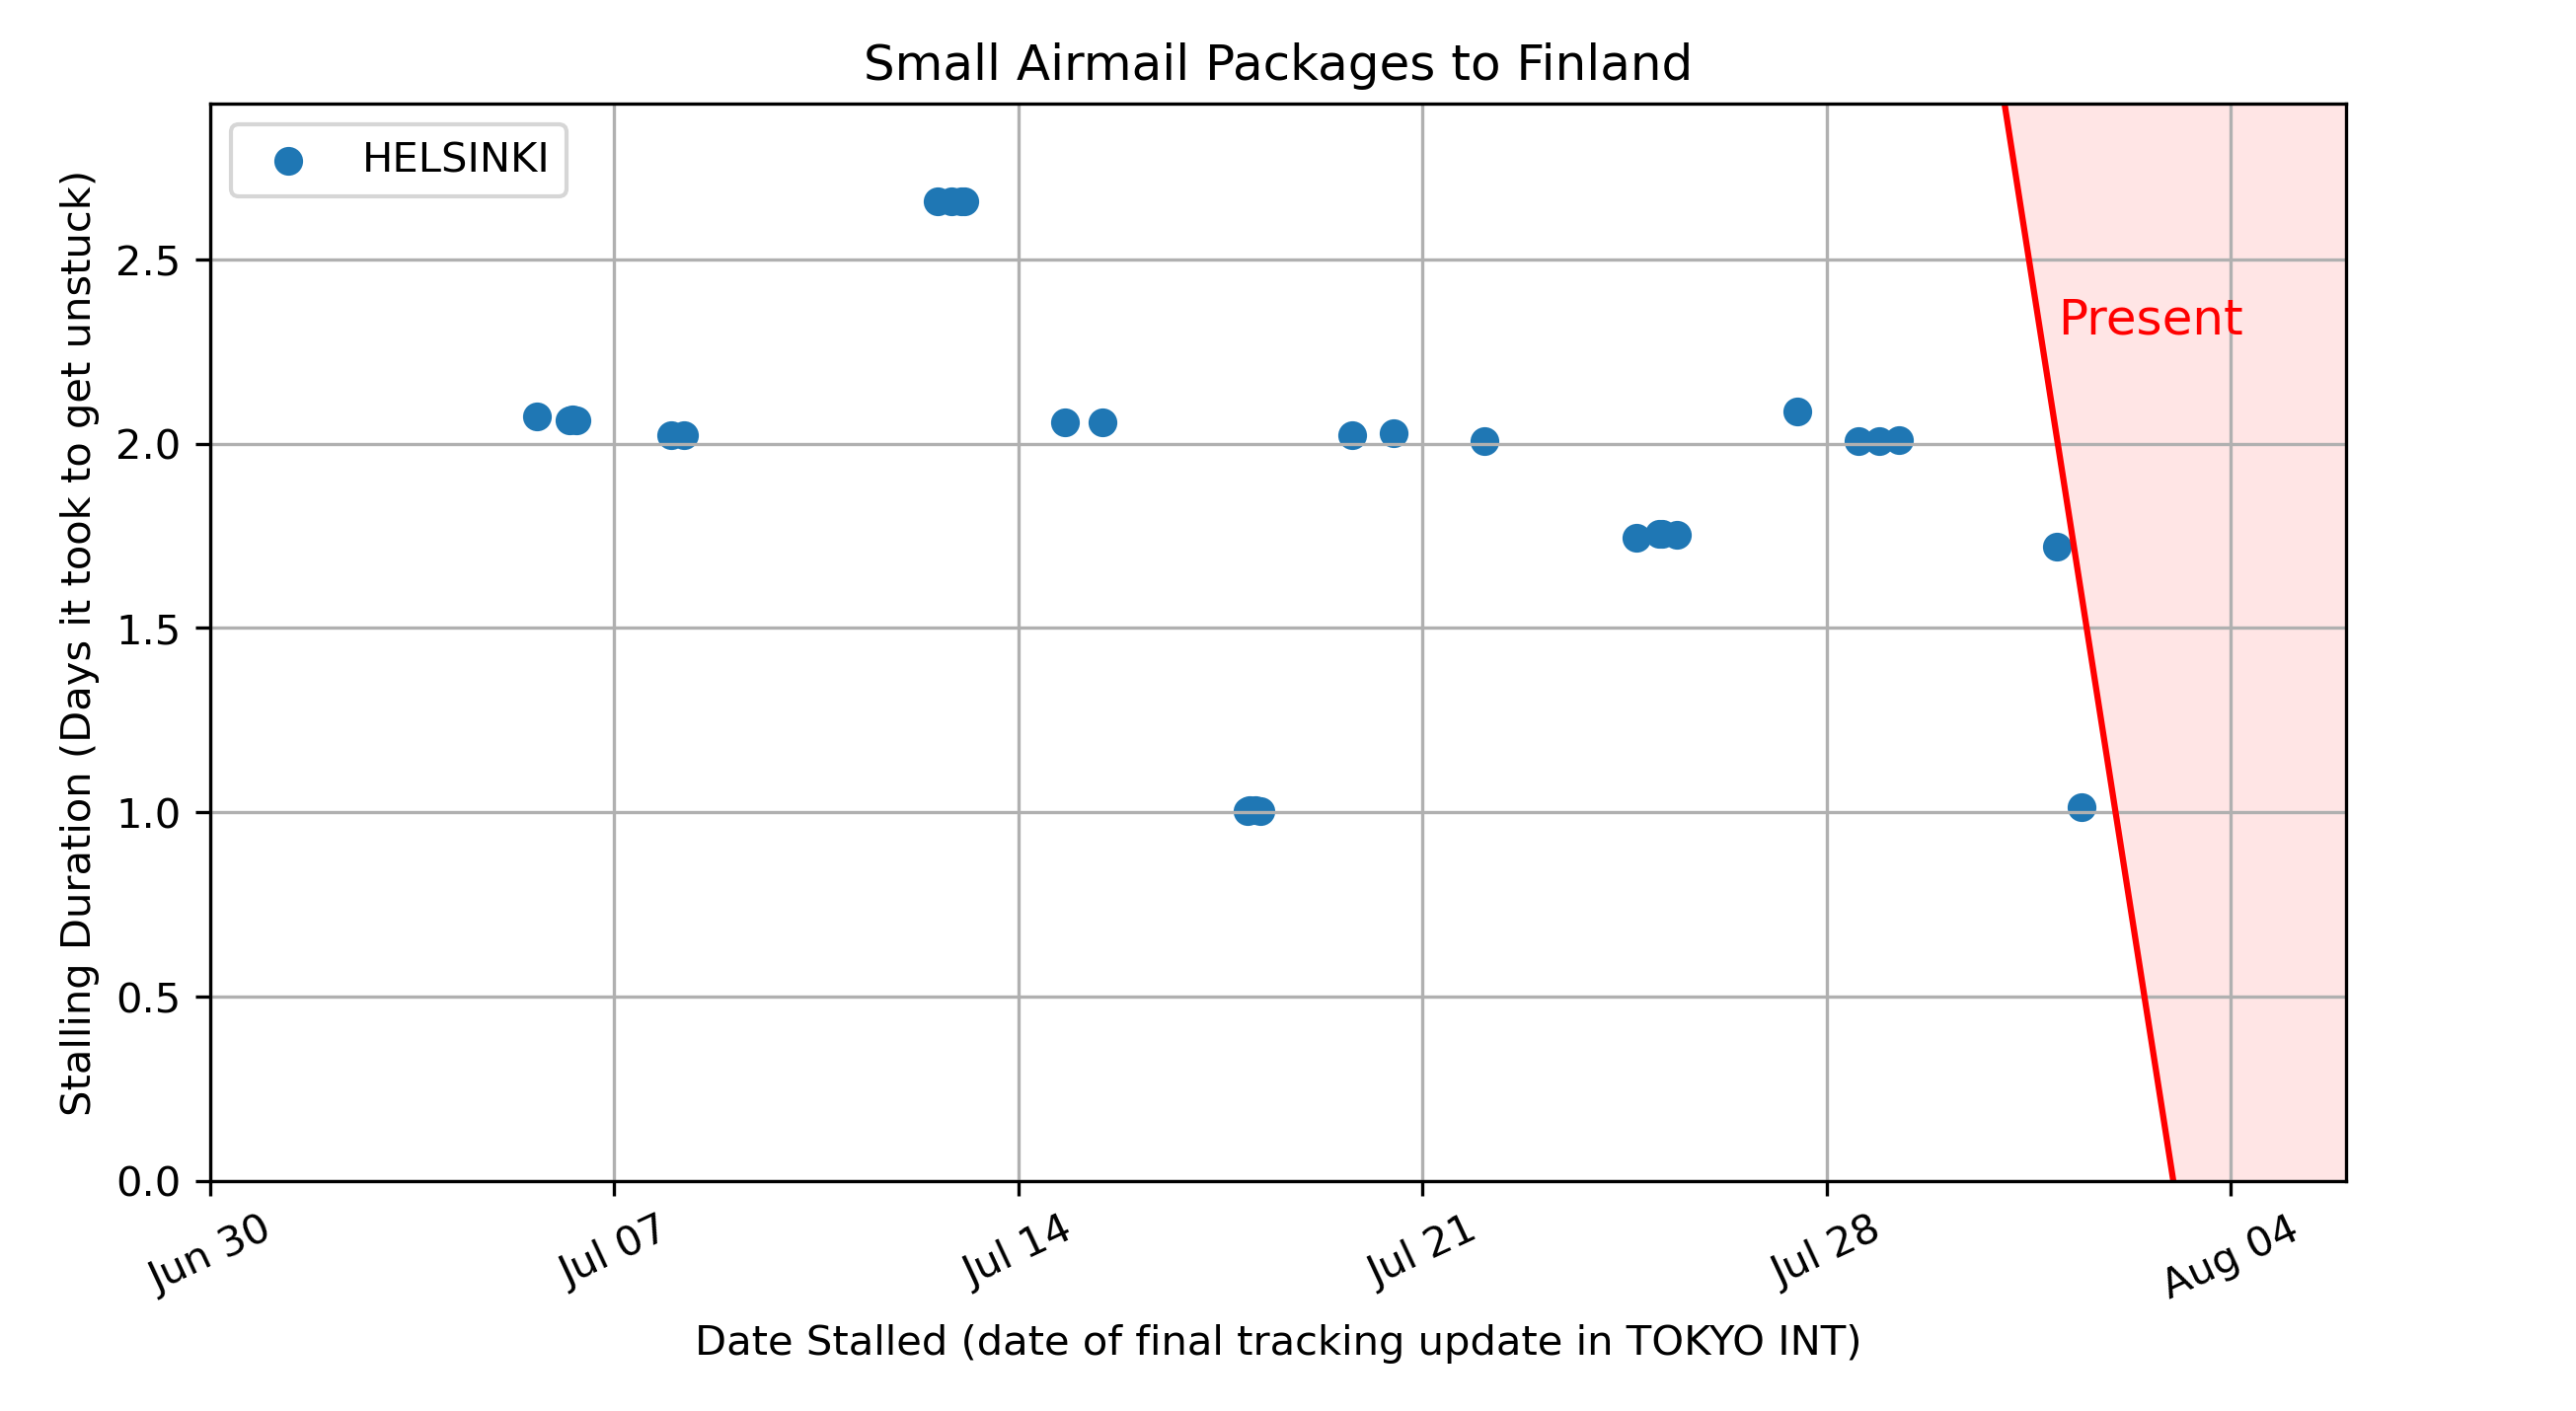 Small Airmail Packages to Finland
HELSINKI
Present
Stalling Duration (Days it took to get unstuck)
2.5
2.0
1.5
1.0
0.5
0.0
Jun 30
Jul 07
Jul 14
Jul 21
Jul 28
Aug 04
Date Stalled (date of final tracking update in TOKYO INT)